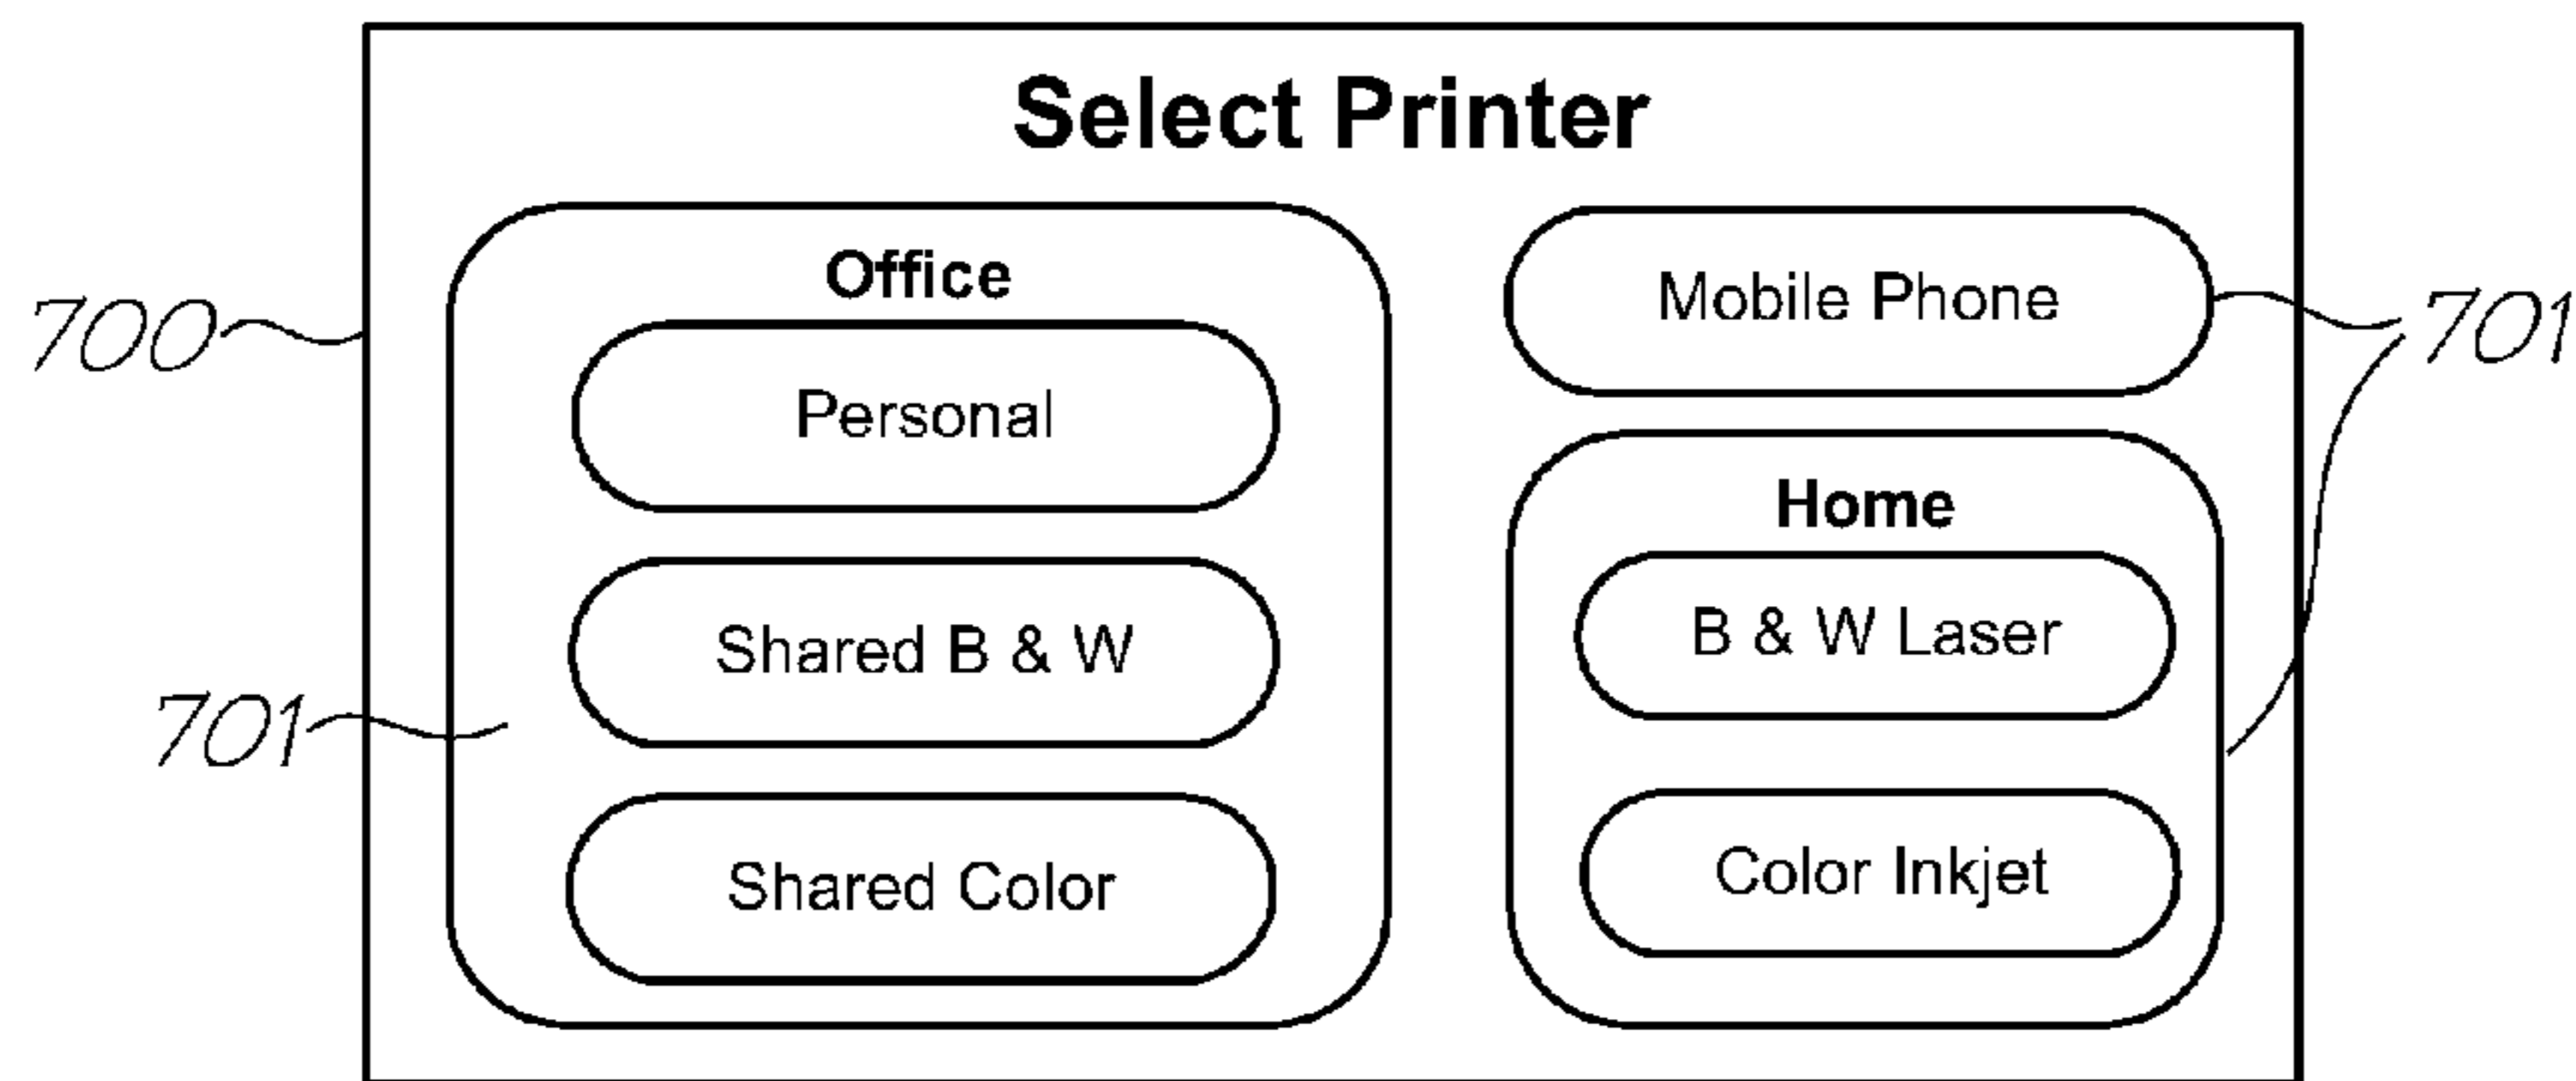 Select Printer
Office
Personal
Shared B & W
Shared Color
Mobile Phone
Home
B & W Laser
Color Inkjet
700
701
701